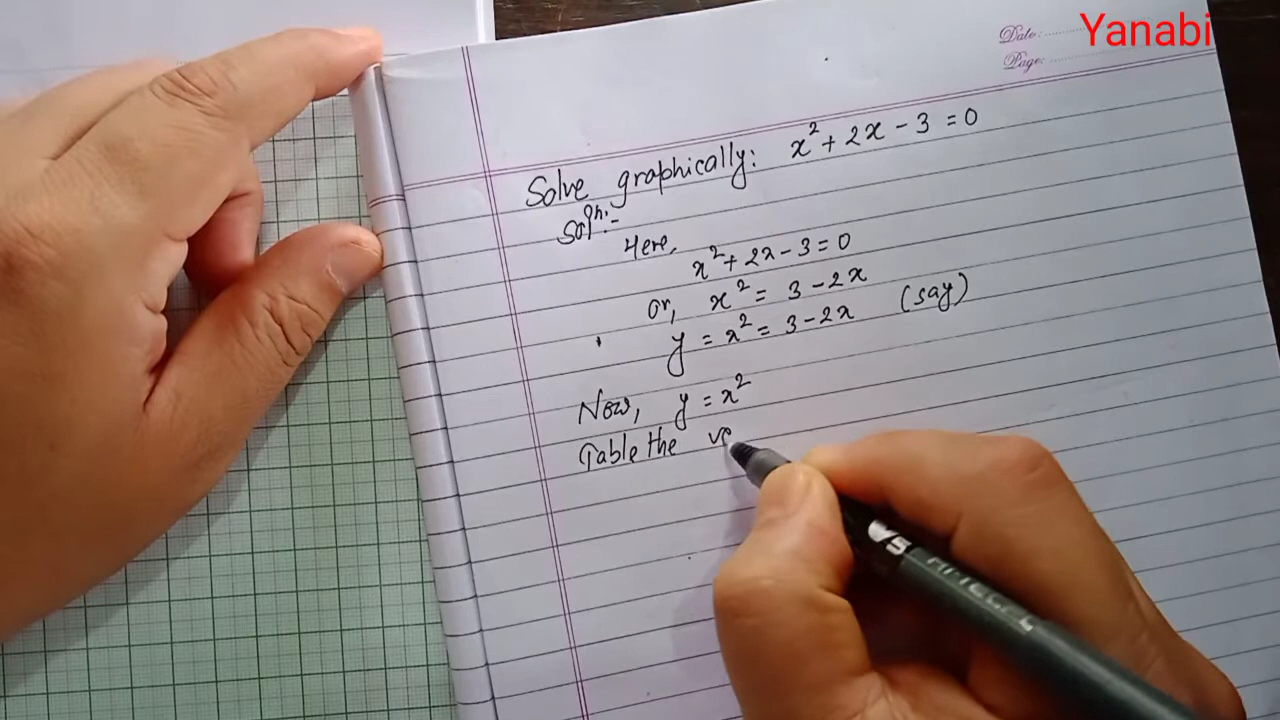 Yanabi
Date:
Page:
Solve graphically: x² + 2x - 3 = 0
Solⁿ:-
Here,
x² + 2x - 3 = 0
or, x² = 3 - 2x
y = x² = 3 - 2x (say)
Now, y = x²
Table the
V5